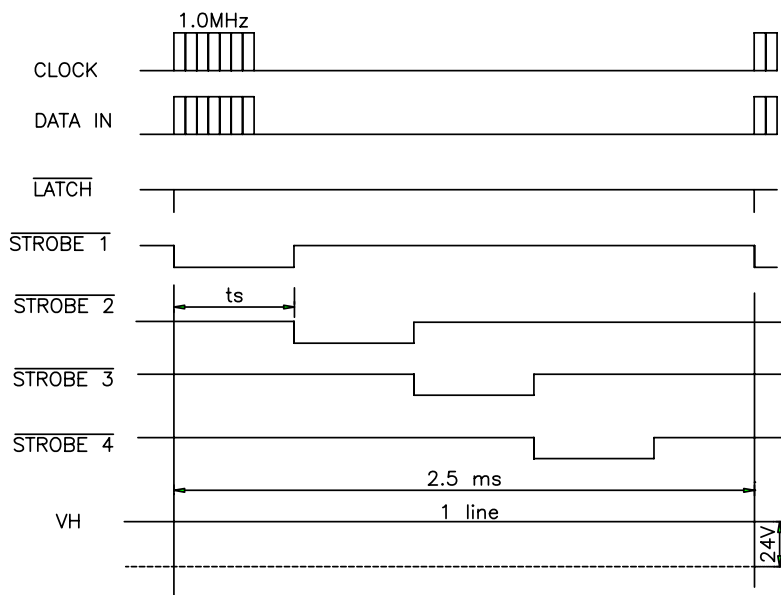 1.0MHz
CLOCK
DATA IN
LATCH
STROBE 1
ts
STROBE 2
STROBE 3
STROBE 4
2.5 ms
VH
1 line
24V